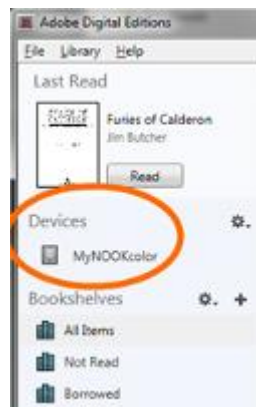 Adobe Digital Editions
File Library Help
Last Read
Furies of Calderon
Jim Butcher
Read
Devices
MyNOOKcolor
Bookshelves
All Items
Not Read
Borrowed